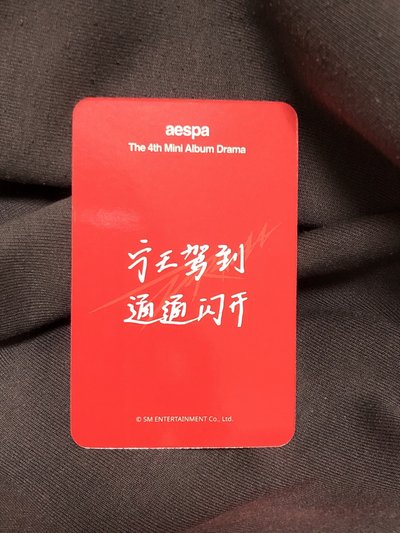 aespa
The 4th Mini Album Drama
宁王驾到
通通闪开
© SM ENTERTAINMENT Co., Ltd.